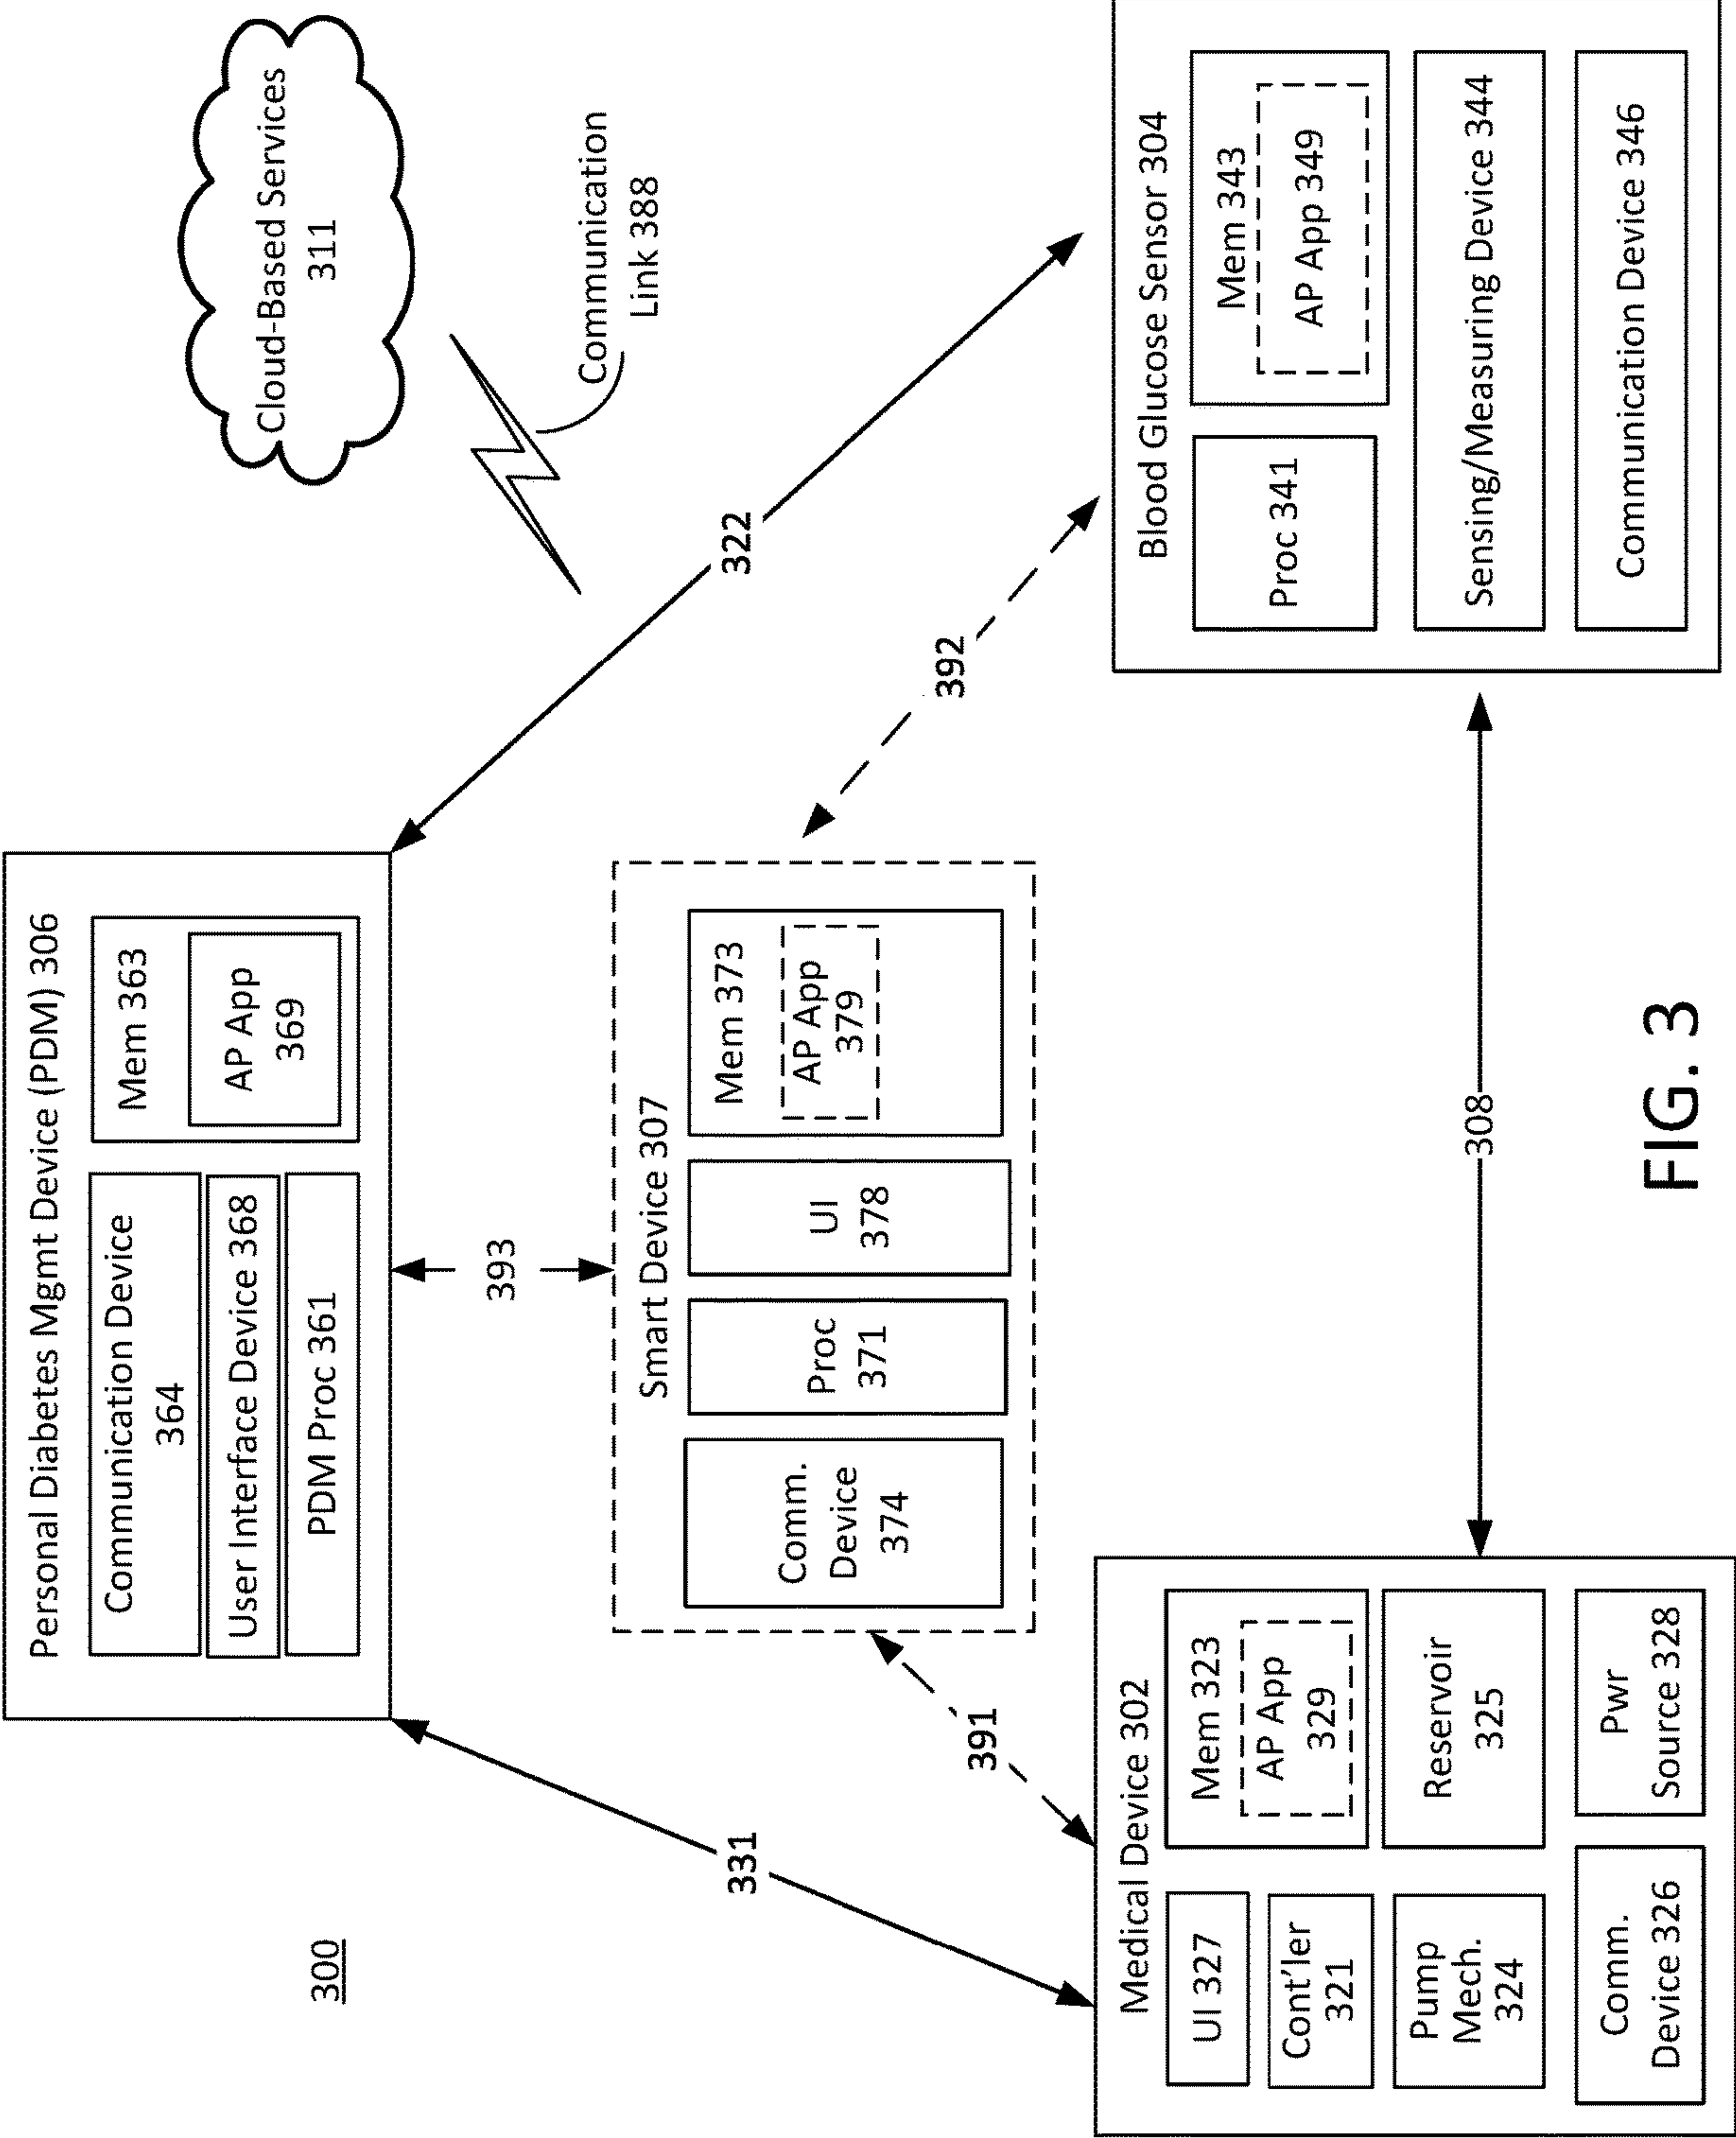 300
Personal Diabetes Mgmt Device (PDM) 306
Communication Device
364
User Interface Device 368
PDM Proc 361
Mem 363
AP App
369
Cloud-Based Services
311
Communication
Link 388
331
393
322
Smart Device 307
Comm.
Device
374
Proc
371
UI
378
Mem 373
AP App
379
391
392
Medical Device 302
UI 327
Cont'ler
321
Pump
Mech.
324
Comm.
Device 326
Mem 323
AP App
329
Reservoir
325
Pwr
Source 328
308
Blood Glucose Sensor 304
Proc 341
Mem 343
AP App 349
Sensing/Measuring Device 344
Communication Device 346
FIG. 3